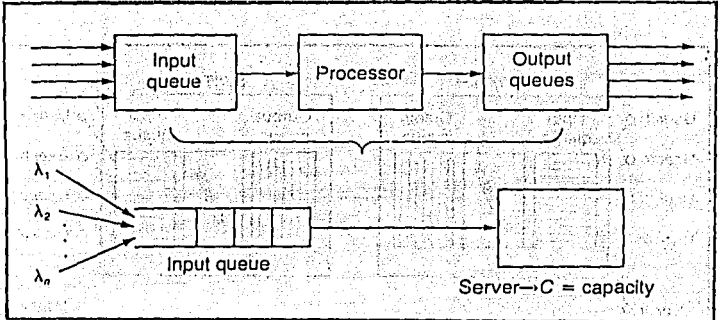 Input
queue
Processor
Output
queues
λ1
λ2
λn
Input queue
Server→C = capacity